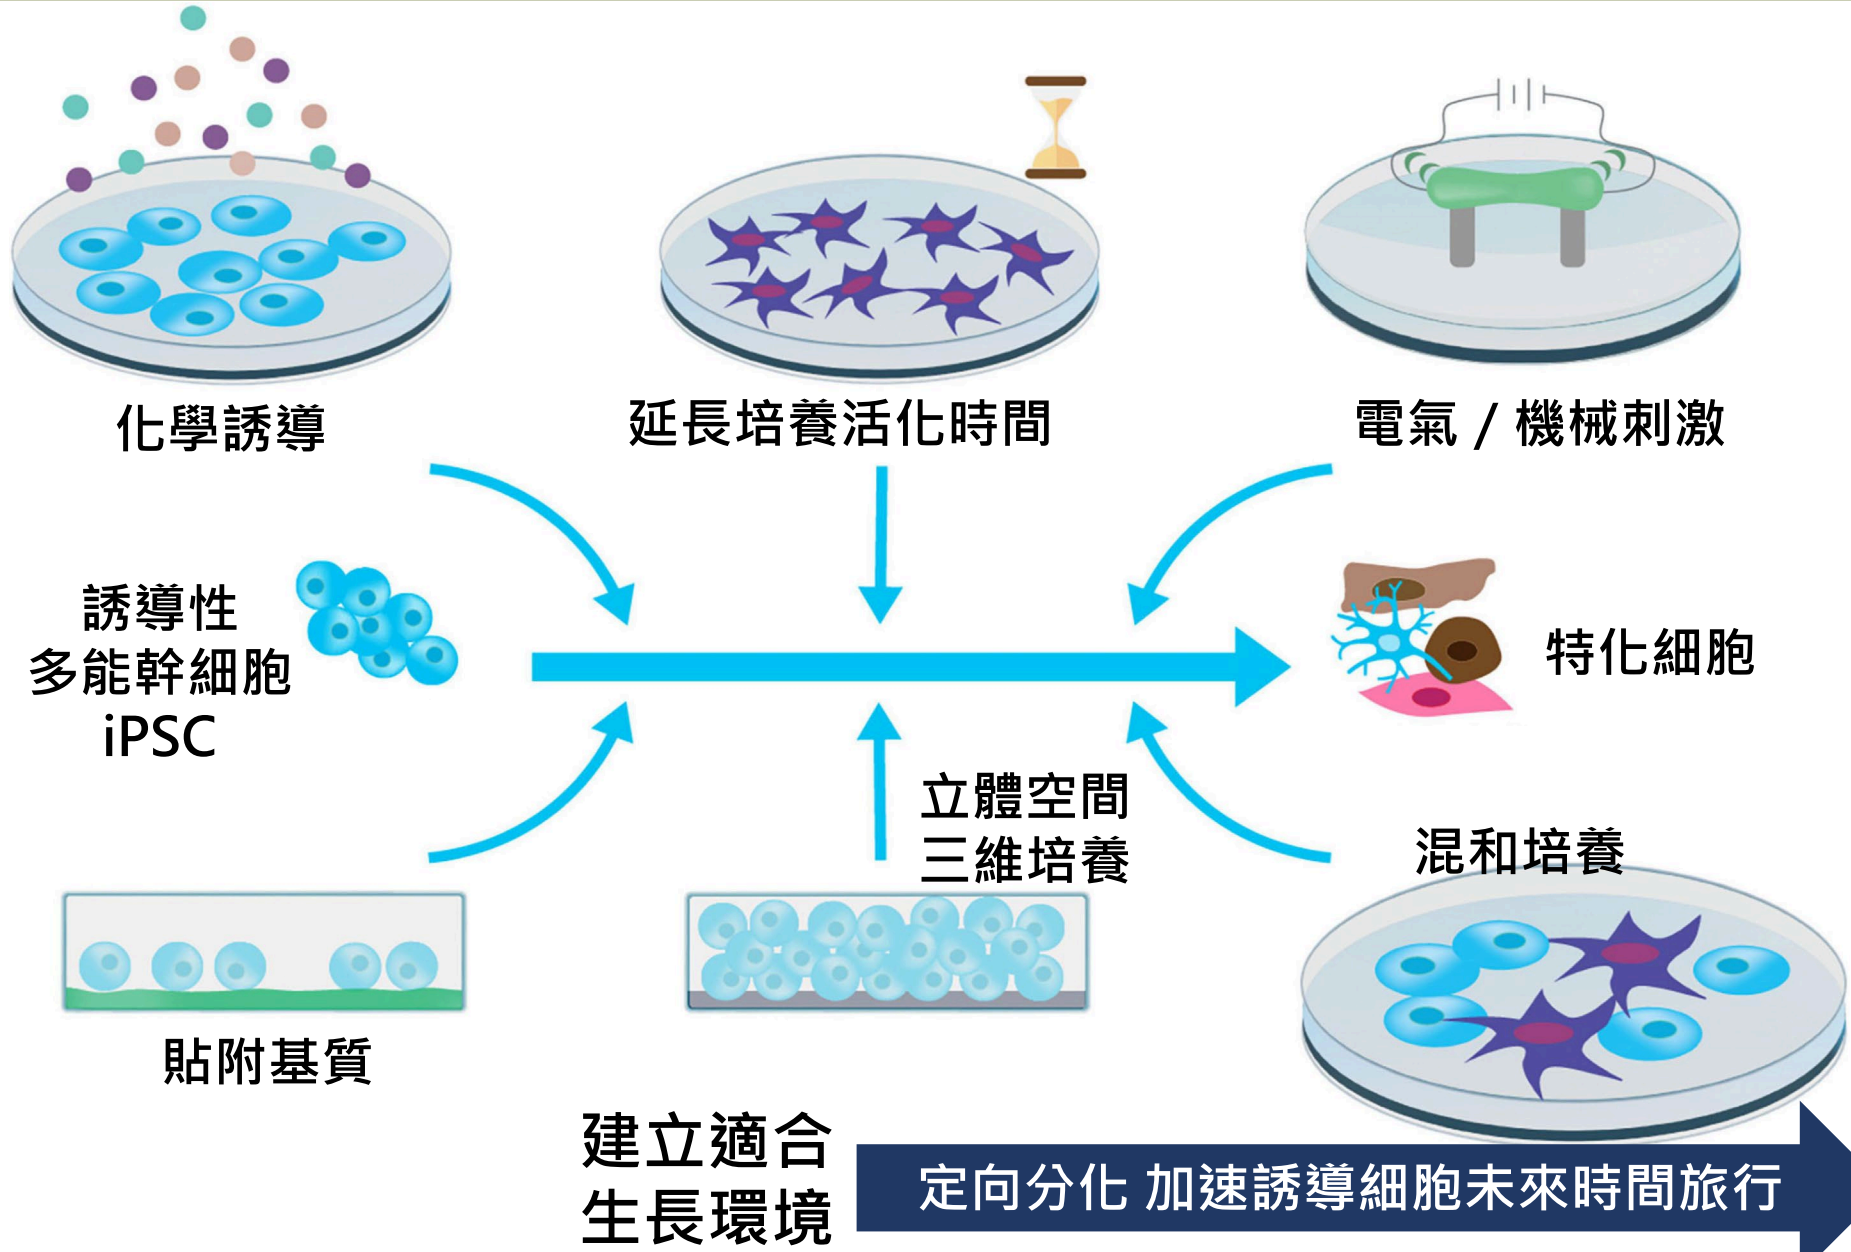 化學誘導
延長培養活化時間
電氣 / 機械刺激
誘導性
多能幹細胞
iPSC
特化細胞
立體空間
三維培養
混和培養
貼附基質
建立適合
生長環境
定向分化 加速誘導細胞未來時間旅行